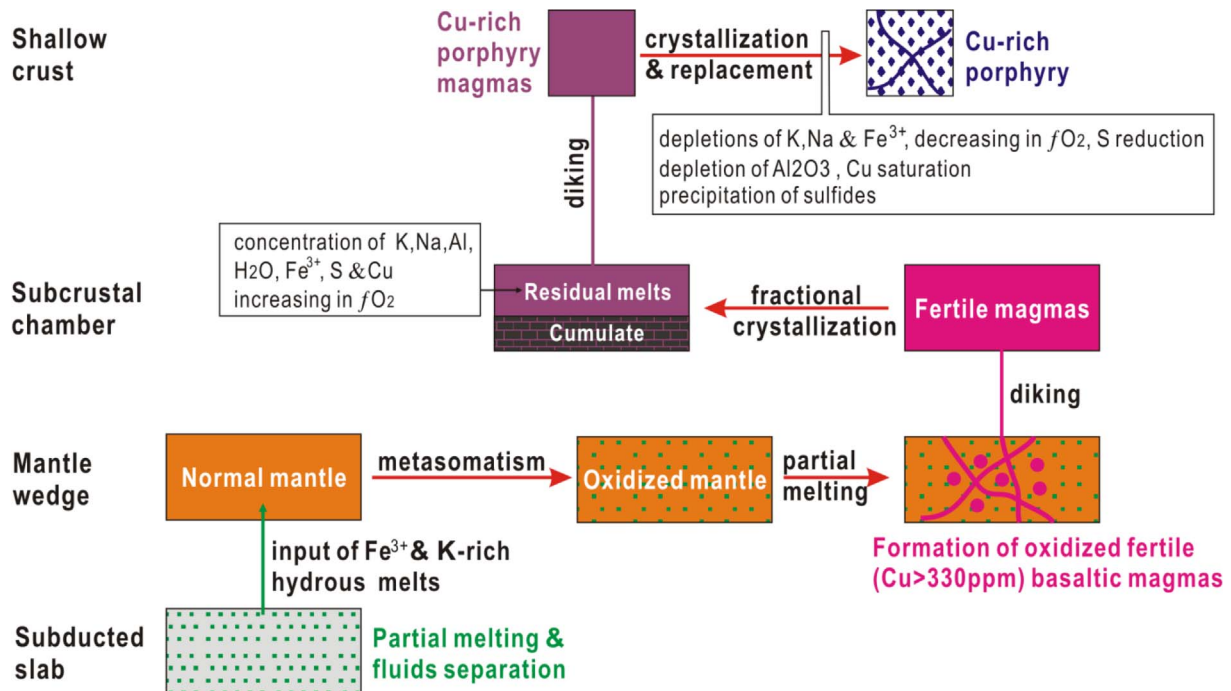 Shallow
crust
Cu-rich
porphyry
magmas
crystallization
& replacement
Cu-rich
porphyry
depletions of K,Na & Fe³⁺, decreasing in fO₂, S reduction
depletion of Al2O3 , Cu saturation
precipitation of sulfides
diking
concentration of K,Na,Al,
H₂O, Fe³⁺, S &Cu
increasing in fO₂
Subcrustal
chamber
Residual melts
Cumulate
fractional
crystallization
Fertile magmas
diking
Mantle
wedge
Normal mantle
metasomatism
Oxidized mantle
partial
melting
input of Fe³⁺ & K-rich
hydrous melts
Formation of oxidized fertile
(Cu>330ppm) basaltic magmas
Subducted
slab
Partial melting &
fluids separation